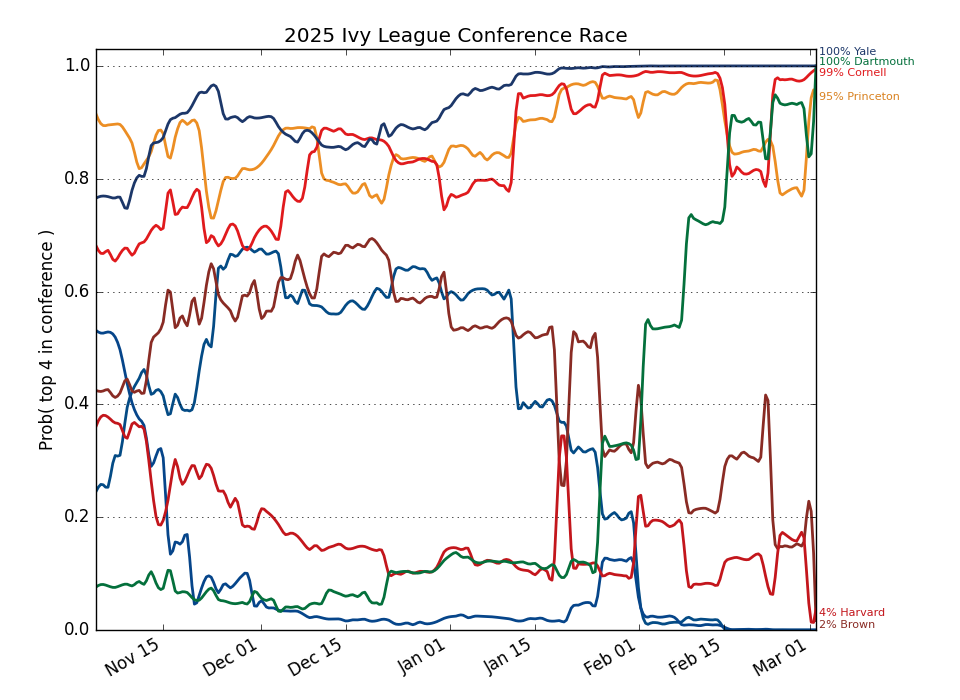 2025 Ivy League Conference Race
100% Yale
100% Dartmouth
99% Cornell
95% Princeton
4% Harvard
2% Brown
Prob( top 4 in conference )
1.0
0.8
0.6
0.4
0.2
0.0
Nov 15
Dec 01
Dec 15
Jan 01
Jan 15
Feb 01
Feb 15
Mar 01